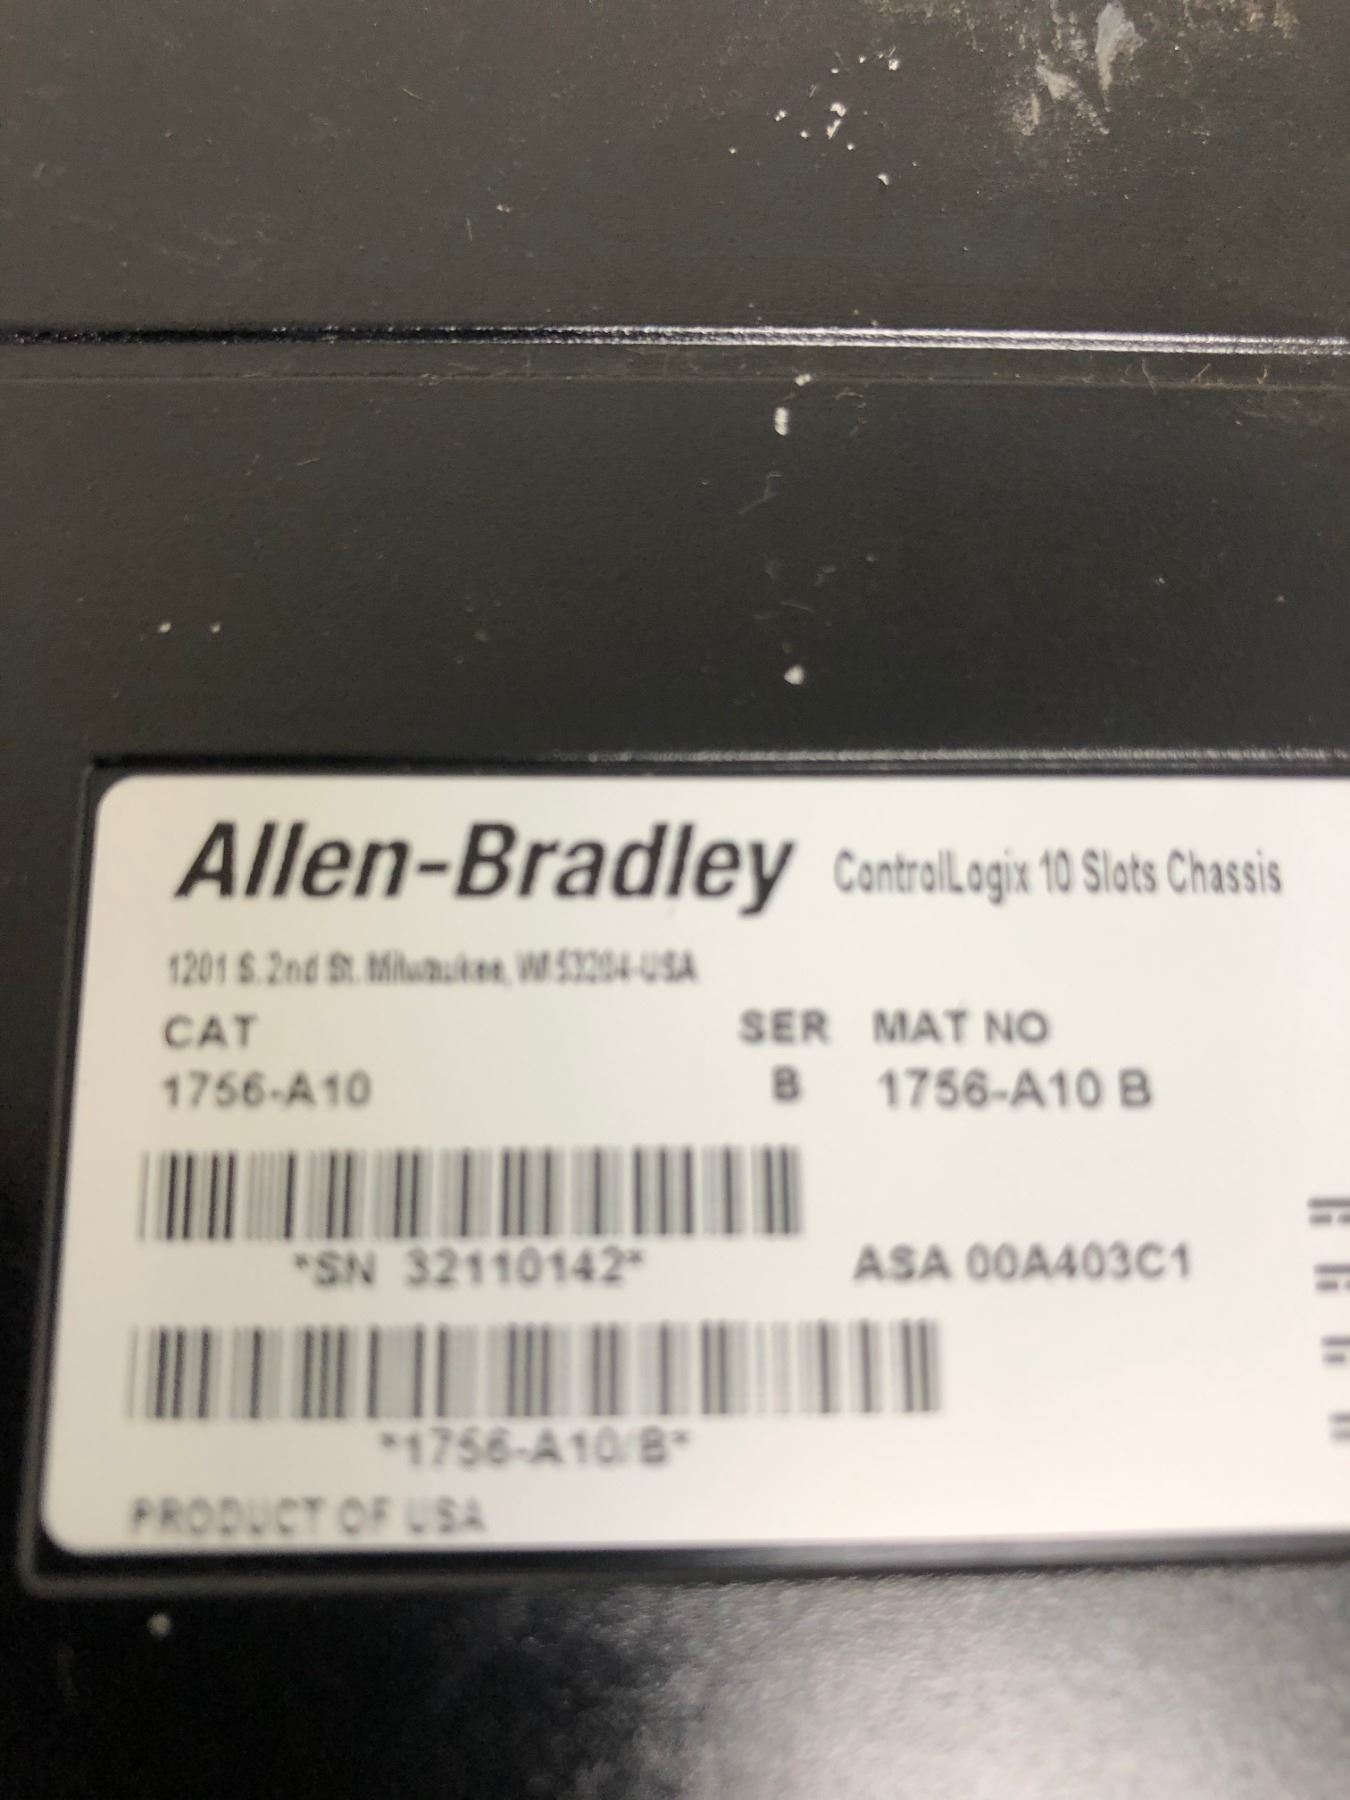 Allen-Bradley ControlLogix 10 Slots Chassis
1201 S. 2nd St. Milwaukee, WI 53204-USA
CAT SER MAT NO
1756-A10 B 1756-A10 B
*SN 32110142* ASA 00A403C1
*1756-A10/B*
PRODUCT OF USA